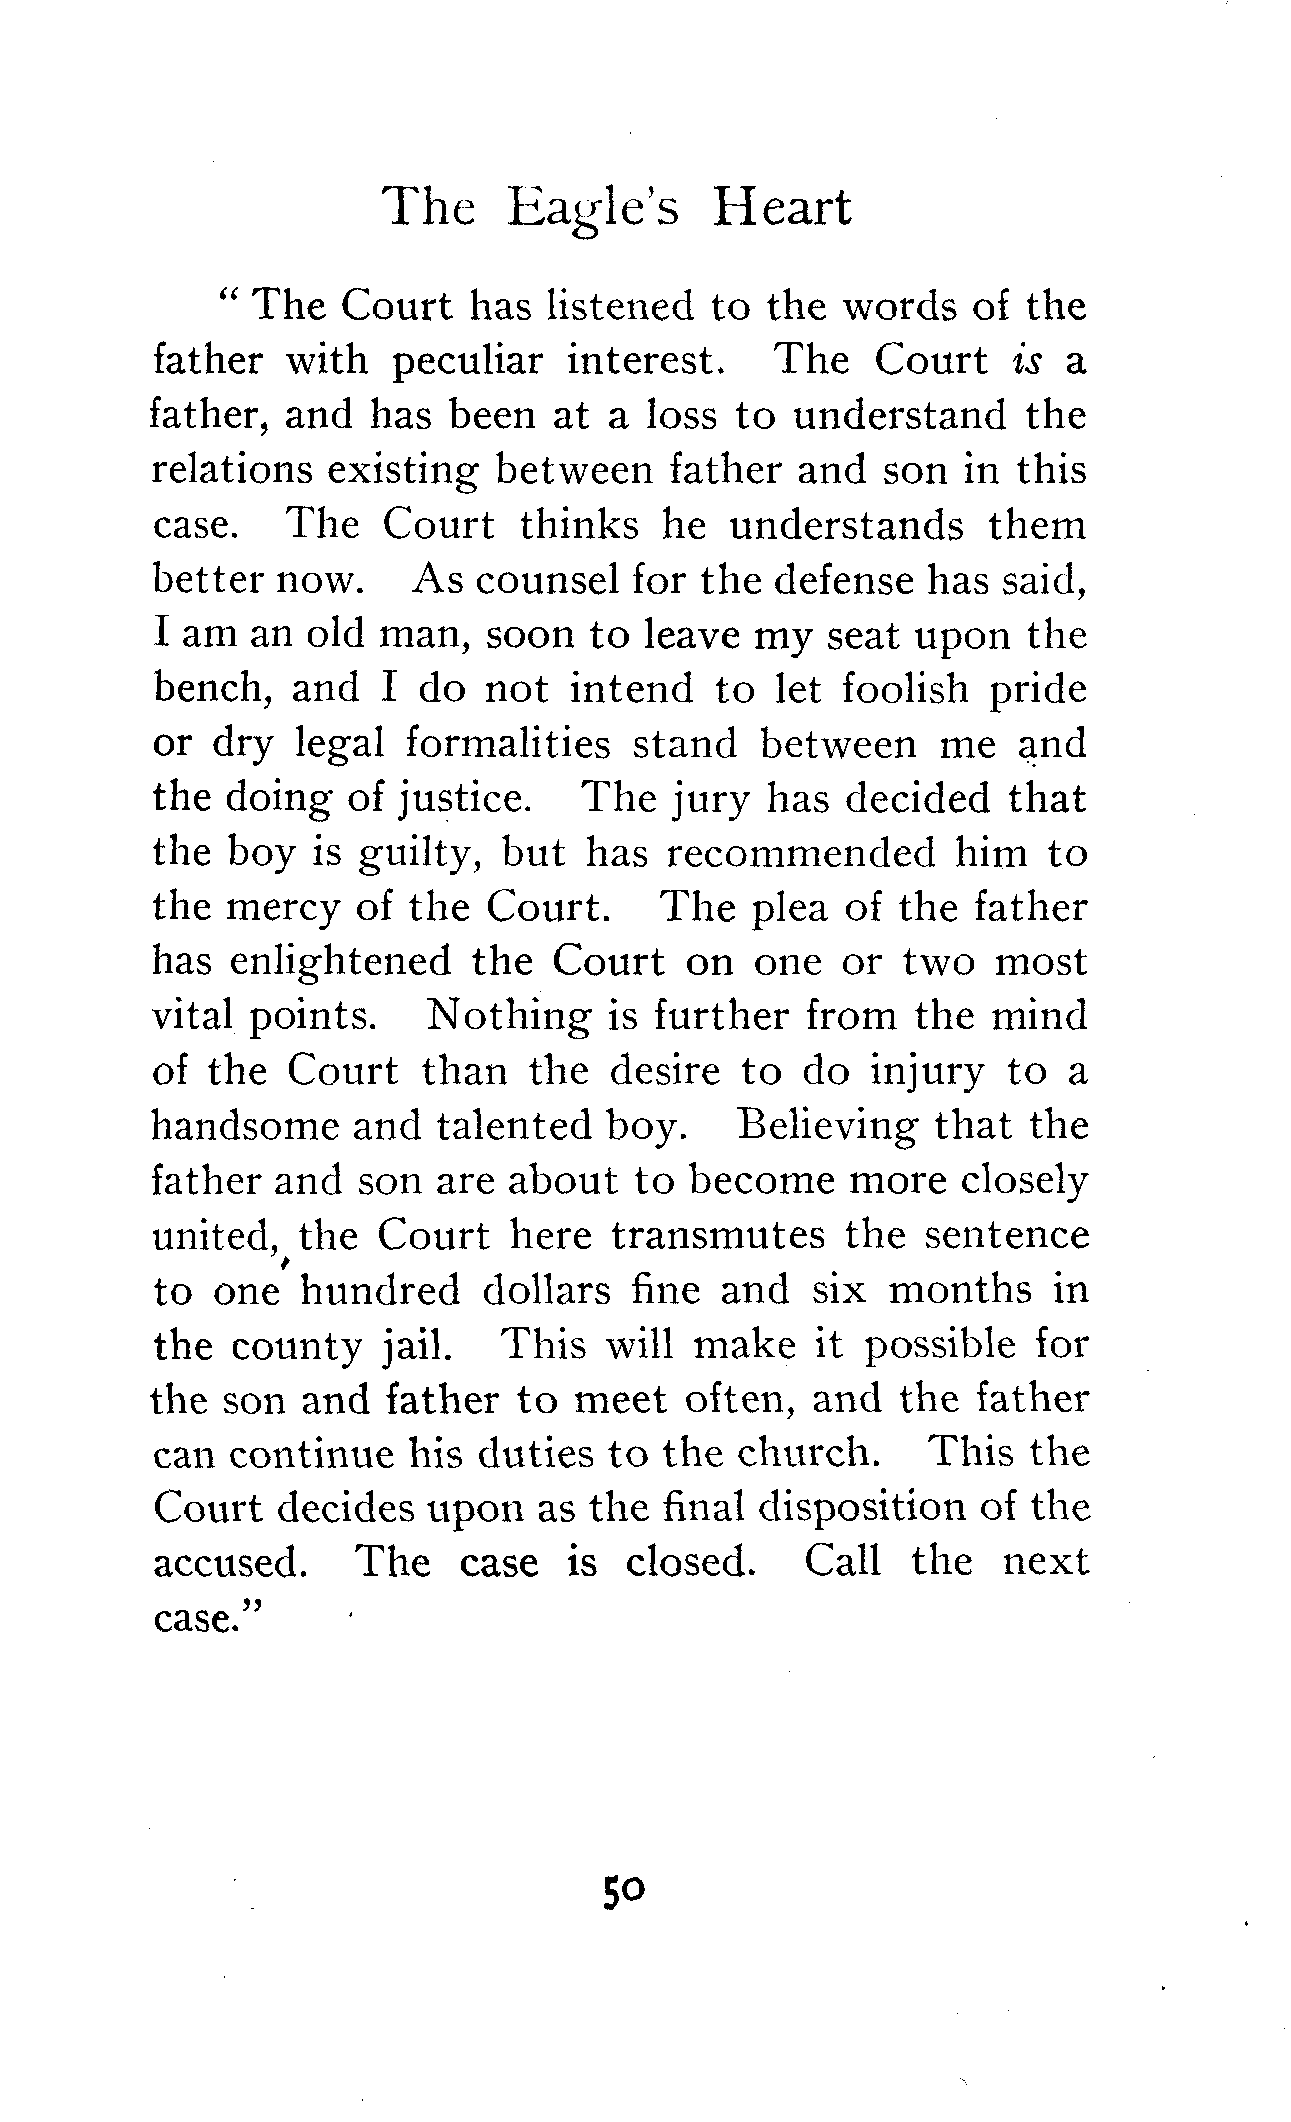 The Eagle's Heart
" The Court has listened to the words of the
father with peculiar interest. The Court is a
father, and has been at a loss to understand the
relations existing between father and son in this
case. The Court thinks he understands them
better now. As counsel for the defense has said,
I am an old man, soon to leave my seat upon the
bench, and I do not intend to let foolish pride
or dry legal formalities stand between me and
the doing of justice. The jury has decided that
the boy is guilty, but has recommended him to
the mercy of the Court. The plea of the father
has enlightened the Court on one or two most
vital points. Nothing is further from the mind
of the Court than the desire to do injury to a
handsome and talented boy. Believing that the
father and son are about to become more closely
united, the Court here transmutes the sentence
to one hundred dollars fine and six months in
the county jail. This will make it possible for
the son and father to meet often, and the father
can continue his duties to the church. This the
Court decides upon as the final disposition of the
accused. The case is closed. Call the next
case."
50